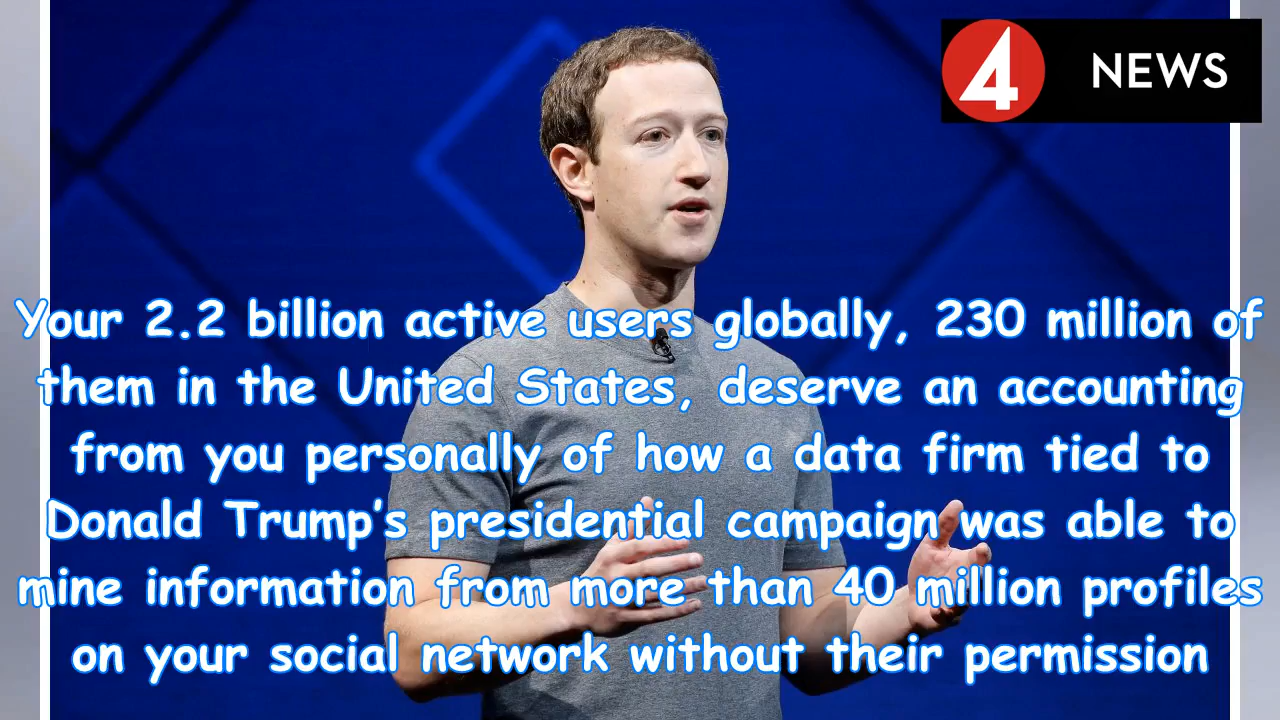 4 NEWS
Your 2.2 billion active users globally, 230 million of
them in the United States, deserve an accounting
from you personally of how a data firm tied to
Donald Trump's presidential campaign was able to
mine information from more than 40 million profiles
on your social network without their permission